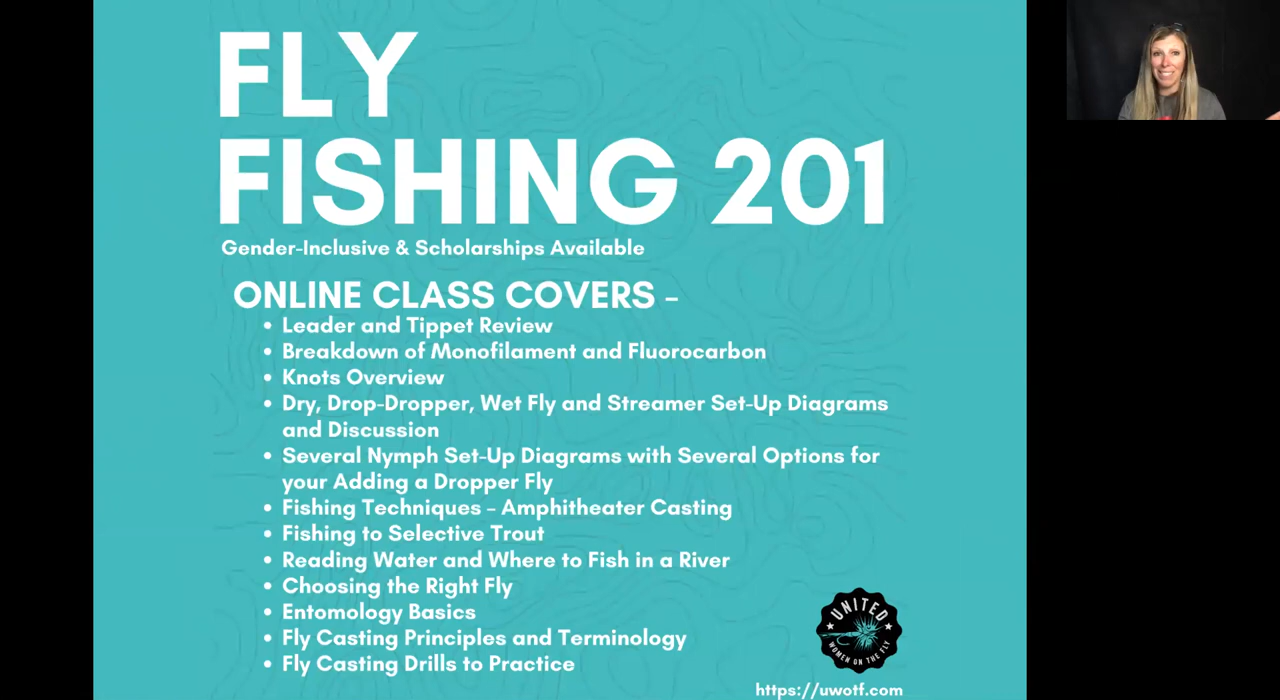 FLY
FISHING 201
Gender-Inclusive & Scholarships Available
ONLINE CLASS COVERS -
• Leader and Tippet Review
• Breakdown of Monofilament and Fluorocarbon
• Knots Overview
• Dry, Drop-Dropper, Wet Fly and Streamer Set-Up Diagrams
and Discussion
• Several Nymph Set-Up Diagrams with Several Options for
your Adding a Dropper Fly
• Fishing Techniques - Amphitheater Casting
• Fishing to Selective Trout
• Reading Water and Where to Fish in a River
• Choosing the Right Fly
• Entomology Basics
• Fly Casting Principles and Terminology
• Fly Casting Drills to Practice
UNITED
WOMEN ON THE FLY
https://uwotf.com